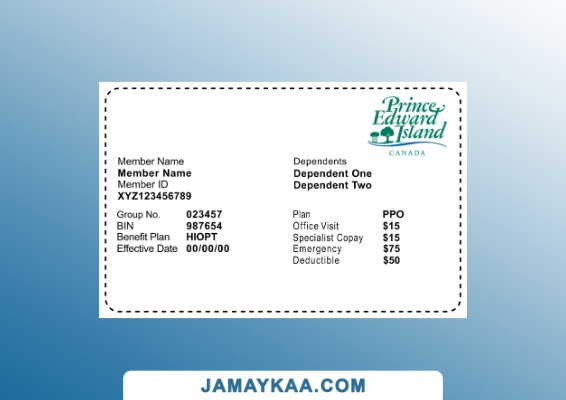 Prince
Edward
Island
CANADA
Member Name
Member Name
Member ID
XYZ123456789
Dependents
Dependent One
Dependent Two
Group No. 023457
BIN 987654
Benefit Plan HIOPT
Effective Date 00/00/00
Plan PPO
Office Visit $15
Specialist Copay $15
Emergency $75
Deductible $50
JAMAYKAA.COM